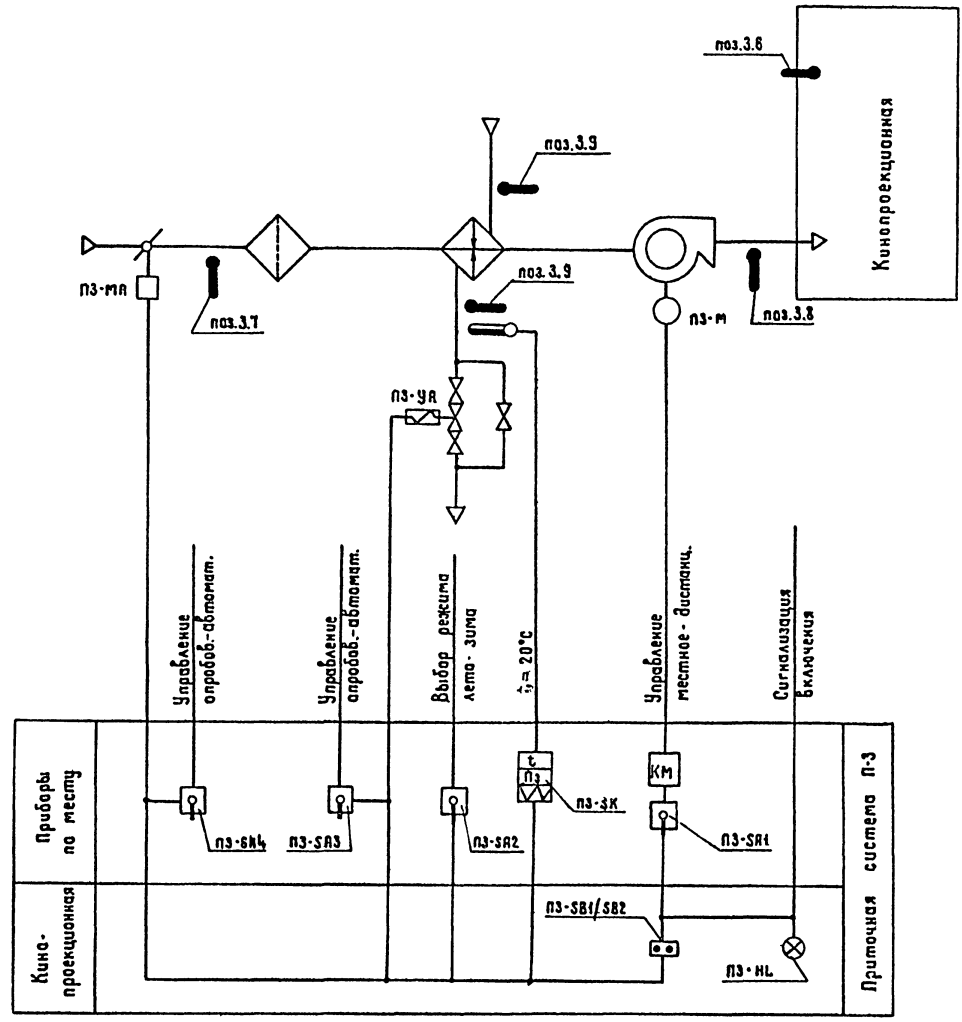 поз.3.6
Кинопроекционная
поз.3.9
поз.3.9
П3-МА
поз.3.7
П3-М
поз.3.8
П3-УА
Управление
опробов.-автомат.
Управление
опробов.-автомат.
Выбор режима
лето-зима
t₁= 20°С
Управление
местное-дистанц.
Сигнализация
включения
Приборы
по месту
t
П3
П3-SK
КМ
П3-SA4
П3-SA3
П3-SA2
П3-SA1
Приточная система П-3
Кино-
проекционная
П3-SB1/SB2
П3-HL